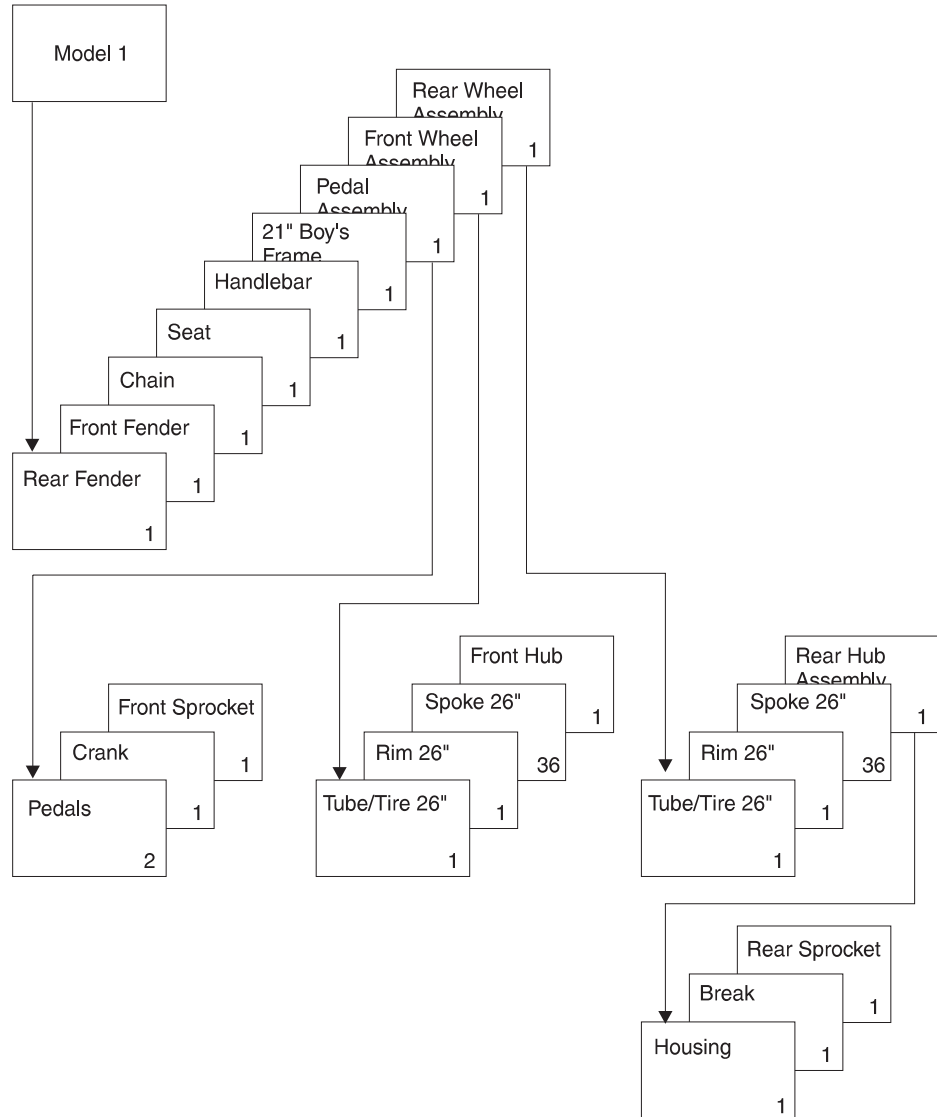 Model 1
Rear Wheel
Assembly
1
Front Wheel
Assembly
1
Pedal
Assembly
1
21" Boy's
Frame
1
Handlebar
1
Seat
1
Chain
1
Front Fender
1
Rear Fender
1
Front Sprocket
1
Crank
1
Pedals
2
Front Hub
1
Spoke 26"
36
Rim 26"
1
Tube/Tire 26"
1
Rear Hub
Assembly
1
Spoke 26"
36
Rim 26"
1
Tube/Tire 26"
1
Rear Sprocket
1
Break
1
Housing
1